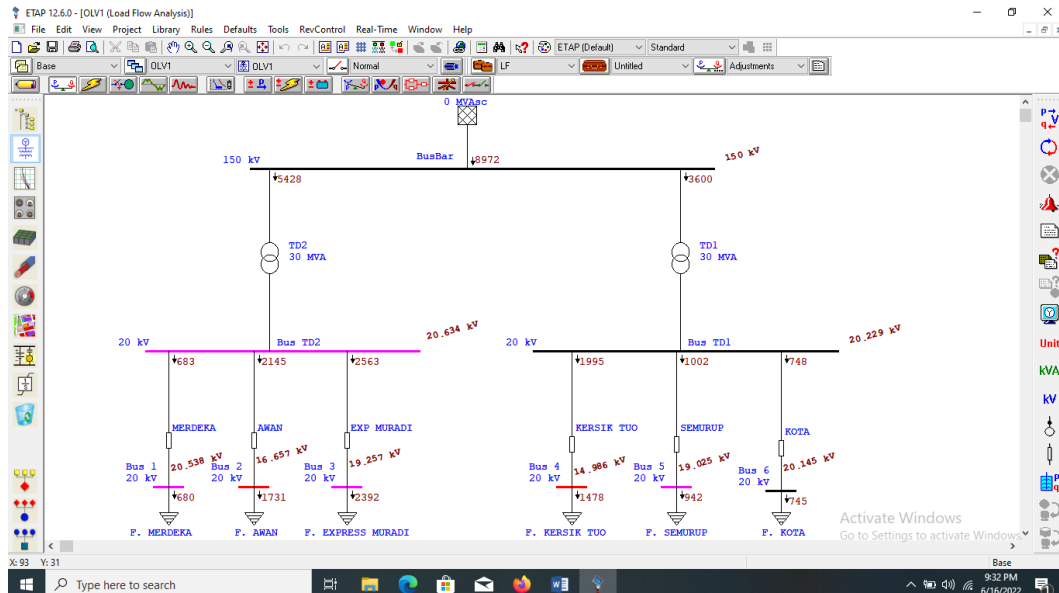 ETAP 12.6.0 - [OLV1 (Load Flow Analysis)]
File Edit View Project Library Rules Defaults Tools RevControl Real-Time Window Help
ETAP (Default) Standard
Base OLV1 OLV1 Normal LF Untitled Adjustments
0 MVAsc
150 kV BusBar 8972 150 kV
5428 3600
TD2 TD1
30 MVA 30 MVA
20.634 kV 20.229 kV
20 kV Bus TD2 20 kV Bus TD1
683 2145 2563 1995 1002 748
MERDEKA AWAN EXP MURADI KERSIK TUO SEMURUP KOTA
20.538 kV 16.657 kV 19.257 kV 14.986 kV 19.025 kV 20.145 kV
Bus 1 Bus 2 Bus 3 Bus 4 Bus 5 Bus 6
20 kV 20 kV 20 kV 20 kV 20 kV 20 kV
680 1731 2392 1478 942 745
F. MERDEKA F. AWAN F. EXPRESS MURADI F. KERSIK TUO F. SEMURUP F. KOTA
Unit
kVA
kV
Activate Windows
Go to Settings to activate Windows.
X: 93 Y: 31 Base
Type here to search
9:32 PM
6/16/2022